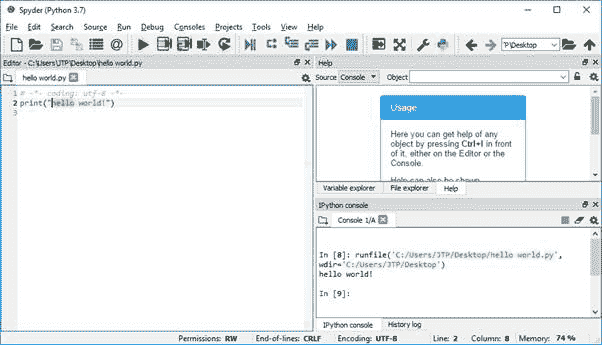 Spyder (Python 3.7)
File Edit Search Source Run Debug Consoles Projects Tools View Help
Editor - C:\Users\JTP\Desktop\hello world.py
hello world.py
1 # -*- coding: utf-8 -*-
2 print("hello world!")
3
Help
Source Console Object
Usage
Here you can get help of any
object by pressing Ctrl+I in front
of it, either on the Editor or the
Console.
Help can also be shown
Variable explorer File explorer Help
IPython console
Console 1/A
In [8]: runfile('C:/Users/JTP/Desktop/hello world.py',
wdir='C:/Users/JTP/Desktop')
hello world!
In [9]:
IPython console History log
Permissions: RW End-of-lines: CRLF Encoding: UTF-8 Line: 2 Column: 8 Memory: 74 %